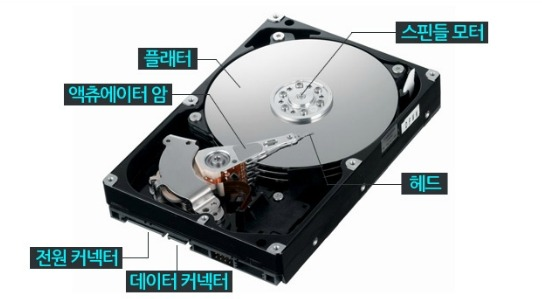 스핀들 모터
플래터
액츄에이터 암
헤드
전원 커넥터
데이터 커넥터